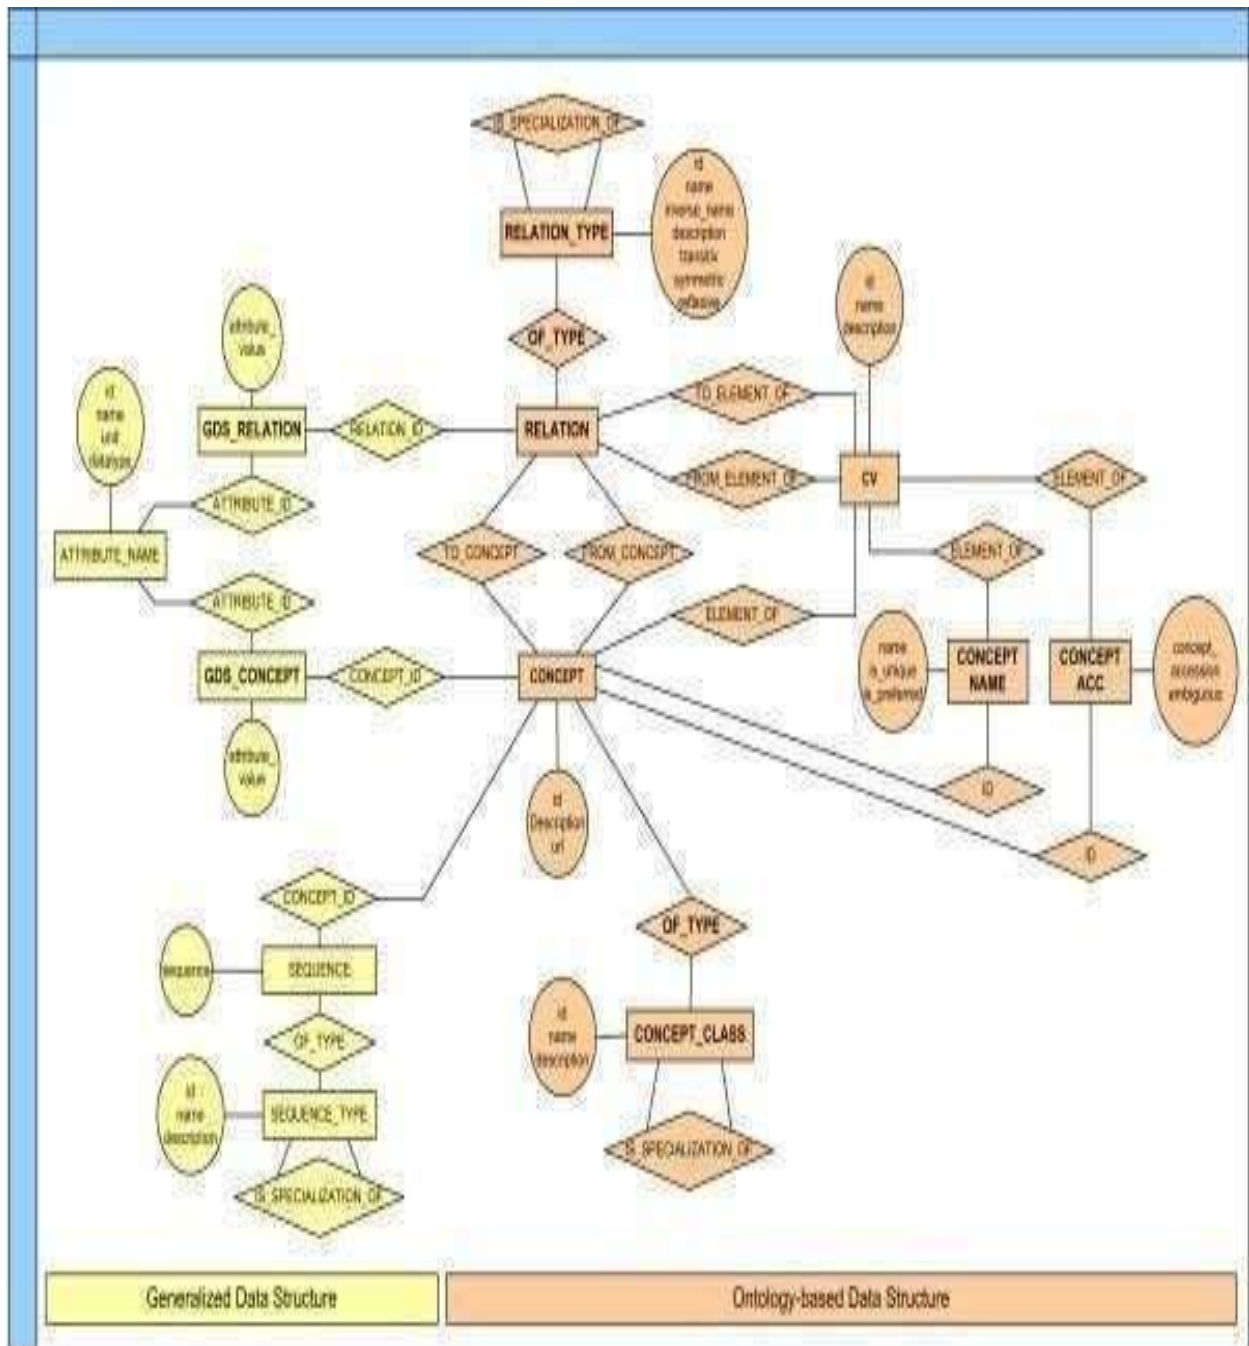 IS_SPECIALIZATION_OF
id
name
inverse_name
description
transitiv
symmetric
reflexive
RELATION_TYPE
OF_TYPE
id
name
description
attribute_
value
id
name
unit
datatype
GDS_RELATION
RELATION_ID
RELATION
TO_ELEMENT_OF
FROM_ELEMENT_OF
CV
ELEMENT_OF
ATTRIBUTE_ID
ATTRIBUTE_NAME
TO_CONCEPT
FROM_CONCEPT
ELEMENT_OF
ATTRIBUTE_ID
ELEMENT_OF
GDS_CONCEPT
CONCEPT_ID
CONCEPT
name
is_unique
is_preferred
CONCEPT
NAME
CONCEPT
ACC
concept_
accession
ambiguous
attribute_
value
id
Description
url
ID
ID
CONCEPT_ID
OF_TYPE
sequence
SEQUENCE
id
name
description
CONCEPT_CLASS
OF_TYPE
id
name
description
SEQUENCE_TYPE
IS_SPECIALIZATION_OF
IS_SPECIALIZATION_OF
Generalized Data Structure
Ontology-based Data Structure